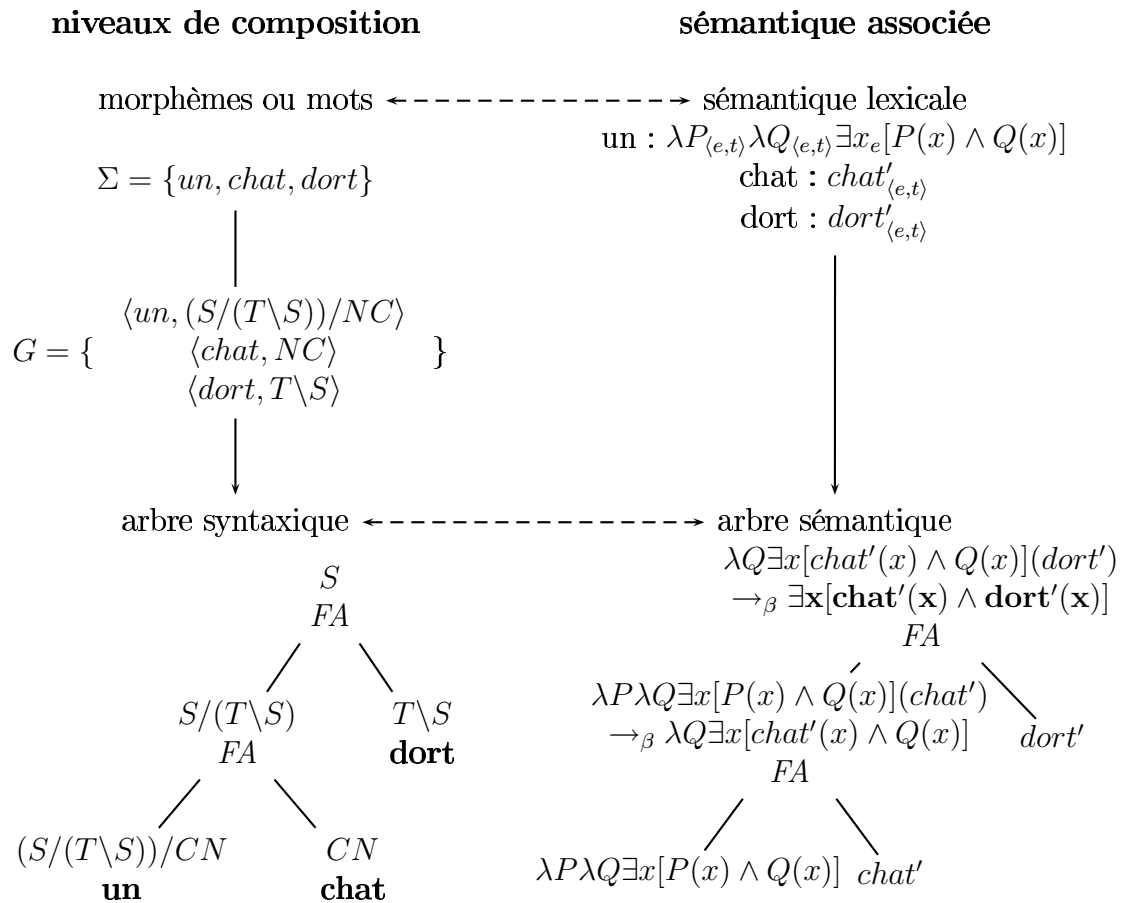 niveaux de composition
sémantique associée
morphèmes ou mots
sémantique lexicale
un : λP⟨e,t⟩λQ⟨e,t⟩∃xₑ[P(x) ∧ Q(x)]
Σ = {un, chat, dort}
chat : chat′⟨e,t⟩
dort : dort′⟨e,t⟩
⟨un, (S/(T\S))/NC⟩
G = { ⟨chat, NC⟩ }
⟨dort, T\S⟩
arbre syntaxique
arbre sémantique
S
FA
S/(T\S)
FA
T\S
dort
(S/(T\S))/CN
un
CN
chat
λQ∃x[chat′(x) ∧ Q(x)](dort′)
→β ∃x[chat′(x) ∧ dort′(x)]
FA
λPλQ∃x[P(x) ∧ Q(x)](chat′)
→β λQ∃x[chat′(x) ∧ Q(x)]
FA
dort′
λPλQ∃x[P(x) ∧ Q(x)]
chat′